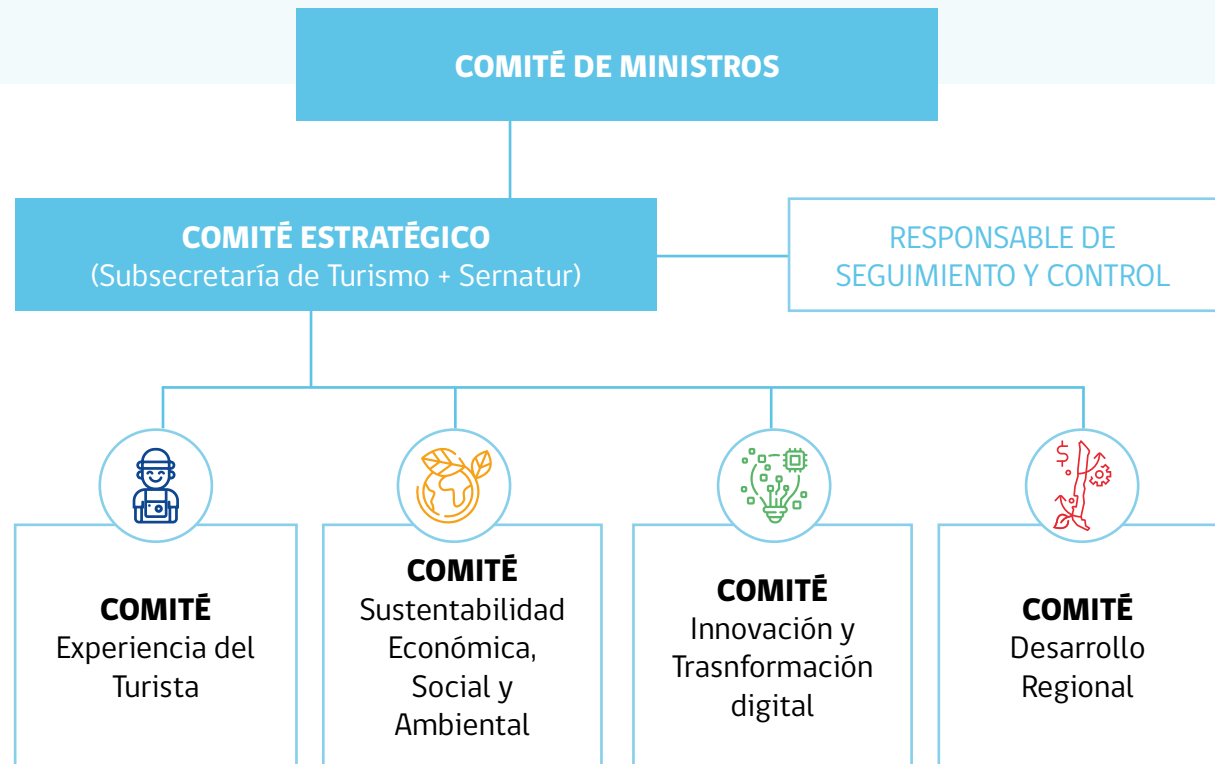 COMITÉ DE MINISTROS
COMITÉ ESTRATÉGICO
(Subsecretaría de Turismo + Sernatur)
RESPONSABLE DE
SEGUIMIENTO Y CONTROL
$
COMITÉ
Experiencia del
Turista
COMITÉ
Sustentabilidad
Económica,
Social y
Ambiental
COMITÉ
Innovación y
Trasnformación
digital
COMITÉ
Desarrollo
Regional